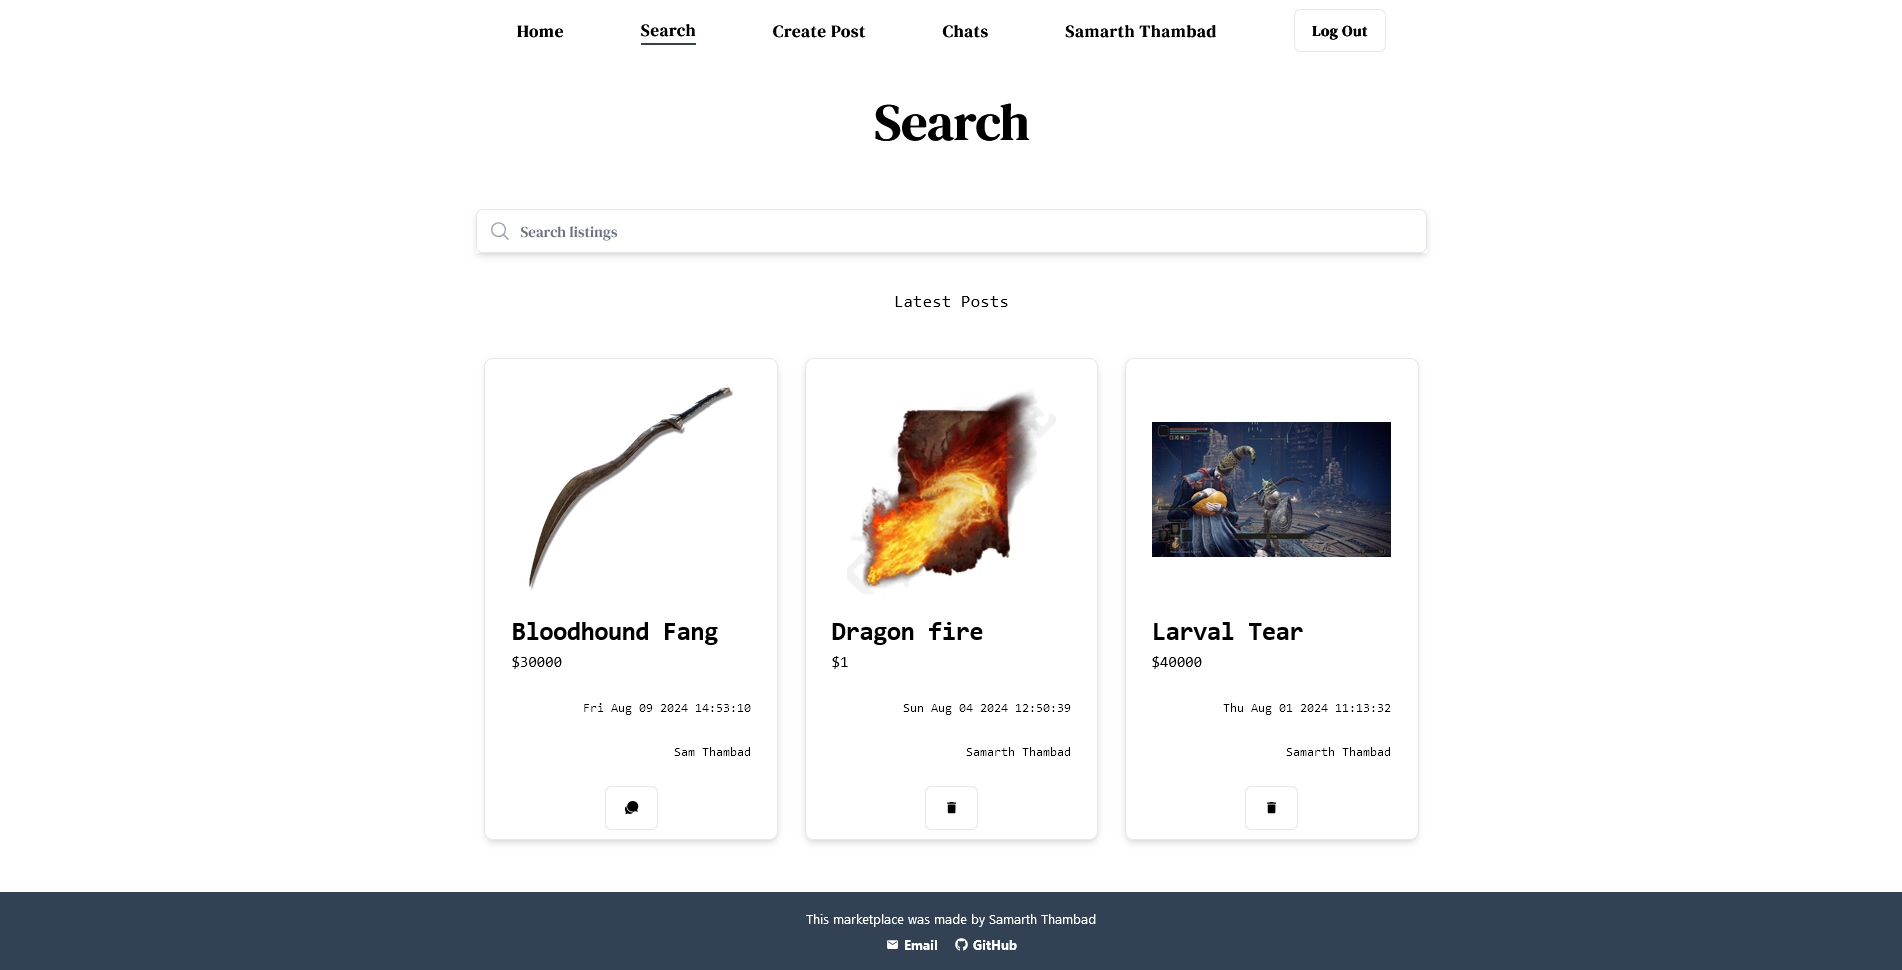 Home Search Create Post Chats Samarth Thambad Log Out
Search
Search listings
Latest Posts
Bloodhound Fang
$30000
Fri Aug 09 2024 14:53:10
Sam Thambad
Dragon fire
$1
Sun Aug 04 2024 12:50:39
Samarth Thambad
Larval Tear
$40000
Thu Aug 01 2024 11:13:32
Samarth Thambad
This marketplace was made by Samarth Thambad
Email GitHub